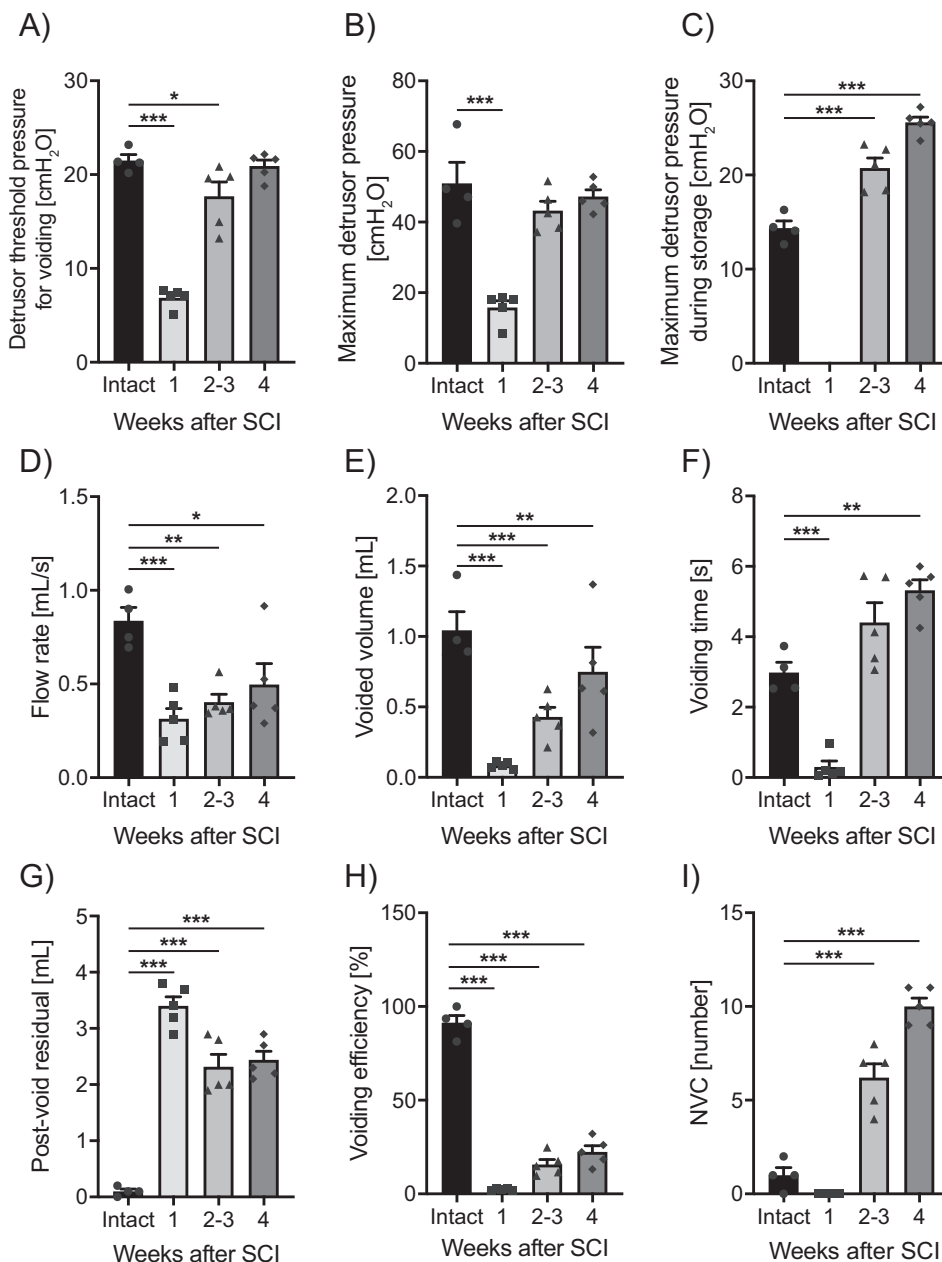 A)
Detrusor threshold pressure
for voiding [cmH₂O]
30
20
10
0
*
***
Intact 1 2-3 4
Weeks after SCI
B)
Maximum detrusor pressure
[cmH₂O]
80
60
40
20
0
***
Intact 1 2-3 4
Weeks after SCI
C)
Maximum detrusor pressure
during storage [cmH₂O]
30
20
10
0
***
***
Intact 1 2-3 4
Weeks after SCI
D)
Flow rate [mL/s]
1.5
1.0
0.5
0.0
*
**
***
Intact 1 2-3 4
Weeks after SCI
E)
Voided volume [mL]
2.0
1.5
1.0
0.5
0.0
**
***
***
Intact 1 2-3 4
Weeks after SCI
F)
Voiding time [s]
8
6
4
2
0
**
***
Intact 1 2-3 4
Weeks after SCI
G)
Post-void residual [mL]
5
4
3
2
1
0
***
***
***
Intact 1 2-3 4
Weeks after SCI
H)
Voiding efficiency [%]
150
100
50
0
***
***
***
Intact 1 2-3 4
Weeks after SCI
I)
NVC [number]
15
10
5
0
***
***
Intact 1 2-3 4
Weeks after SCI